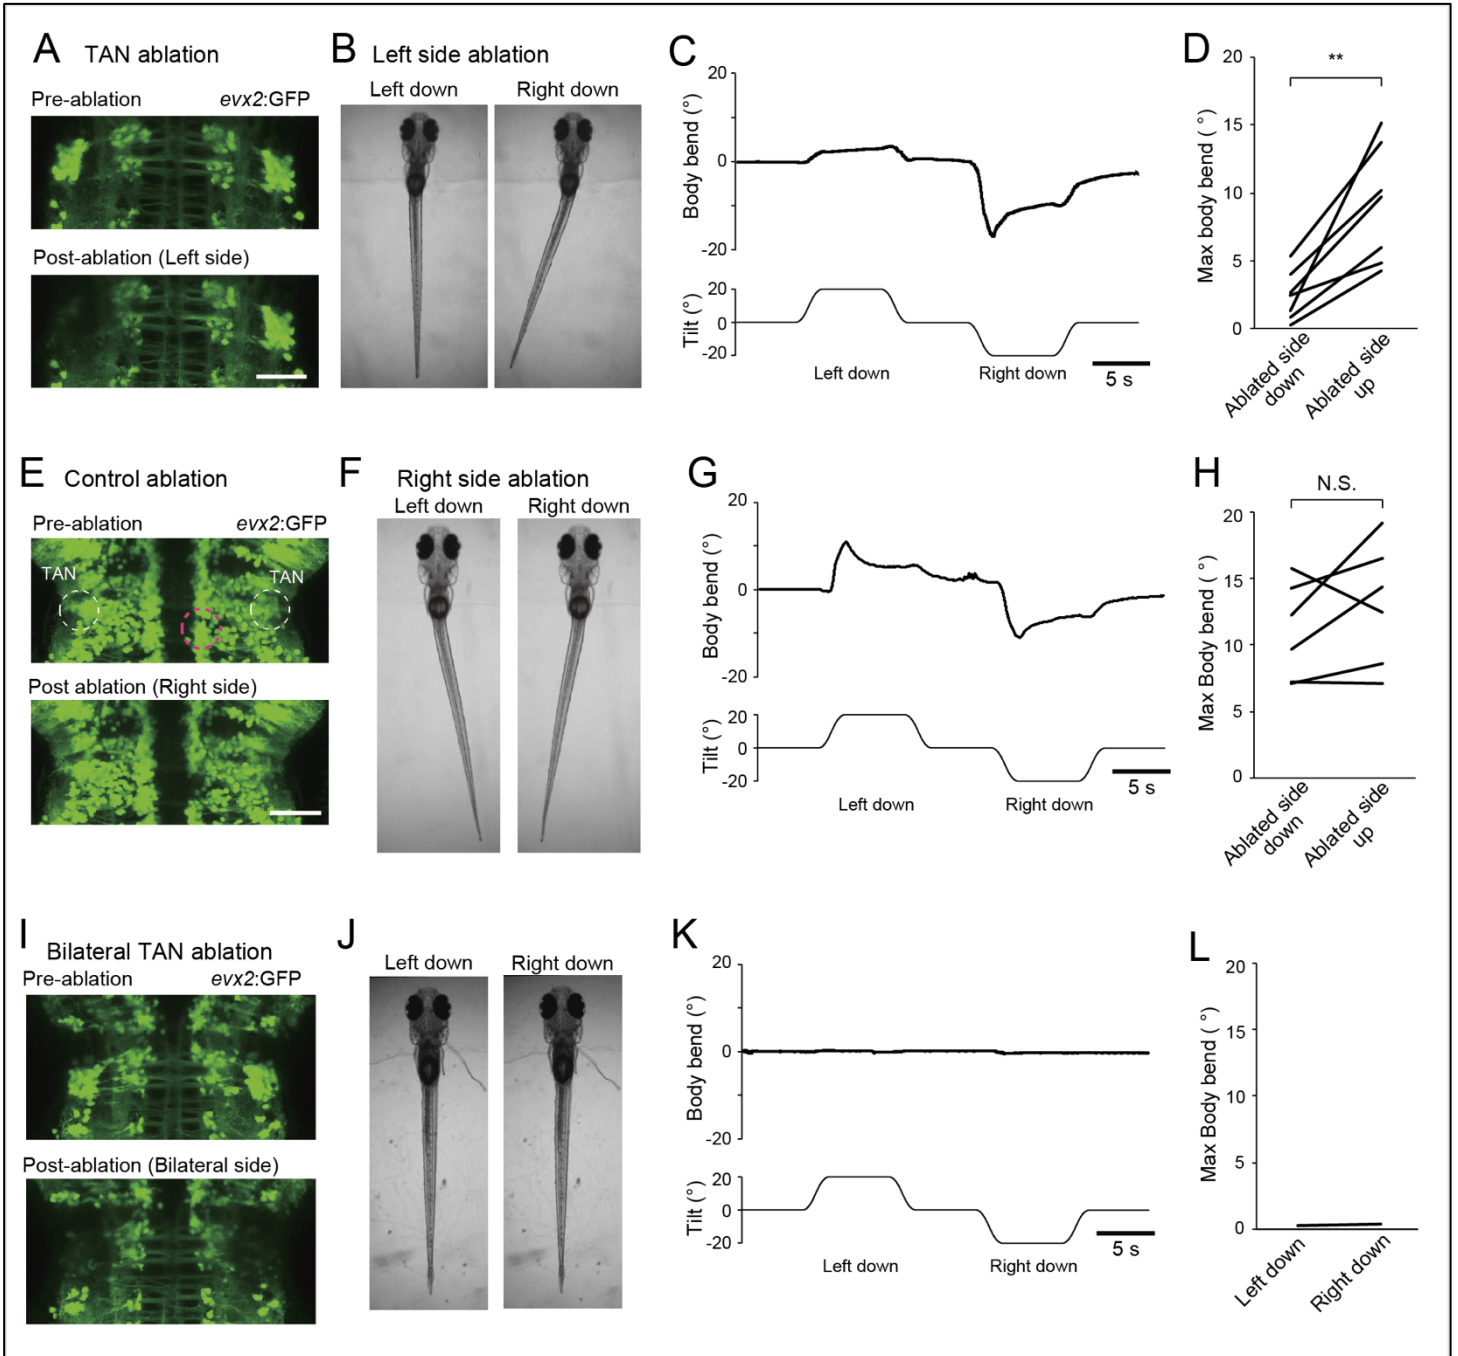 A TAN ablation
Pre-ablation evx2:GFP
Post-ablation (Left side)
B Left side ablation
Left down Right down
C
Body bend (°)
20
0
-20
Tilt (°)
20
0
-20
Left down Right down
5 s
D
**
Max body bend (°)
20
15
10
5
0
Ablated side
down
Ablated side
up
E Control ablation
Pre-ablation evx2:GFP
TAN TAN
Post ablation (Right side)
F Right side ablation
Left down Right down
G
Body bend (°)
20
0
-20
Tilt (°)
20
0
-20
Left down Right down
5 s
H
N.S.
Max Body bend (°)
20
15
10
5
0
Ablated side
down
Ablated side
up
I Bilateral TAN ablation
Pre-ablation evx2:GFP
Post-ablation (Bilateral side)
J
Left down Right down
K
Body bend (°)
20
0
-20
Tilt (°)
20
0
-20
Left down Right down
5 s
L
Max Body bend (°)
20
15
10
5
0
Left down
Right down